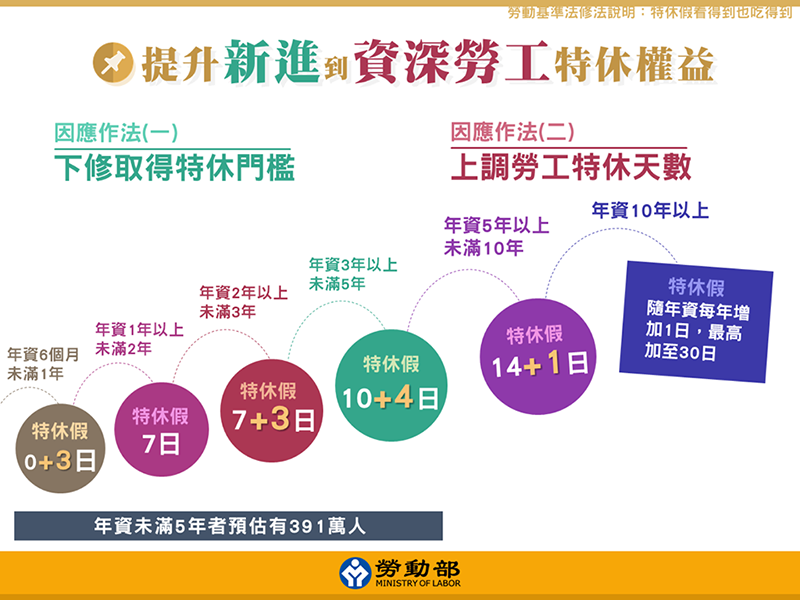 勞動基準法修法說明：特休假看得到也吃得到
提升新進到資深勞工特休權益
因應作法(一)
下修取得特休門檻
因應作法(二)
上調勞工特休天數
年資6個月
未滿1年
特休假
0+3日
年資1年以上
未滿2年
特休假
7日
年資2年以上
未滿3年
特休假
7+3日
年資3年以上
未滿5年
特休假
10+4日
年資5年以上
未滿10年
特休假
14+1日
年資10年以上
特休假
隨年資每年增
加1日，最高
加至30日
年資未滿5年者預估有391萬人
勞動部
MINISTRY OF LABOR